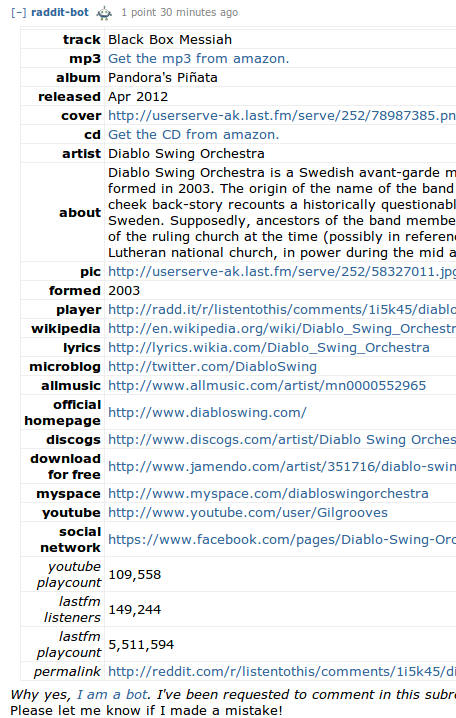 [–] raddit-bot 1 point 30 minutes ago
track Black Box Messiah
mp3 Get the mp3 from amazon.
album Pandora's Piñata
released Apr 2012
cover http://userserve-ak.last.fm/serve/252/78987385.pn
cd Get the CD from amazon.
artist Diablo Swing Orchestra
Diablo Swing Orchestra is a Swedish avant-garde m
formed in 2003. The origin of the name of the band
cheek back-story recounts a historically questionabl
about Sweden. Supposedly, ancestors of the band membe
of the ruling church at the time (possibly in referen
Lutheran national church, in power during the mid a
pic http://userserve-ak.last.fm/serve/252/58327011.jpg
formed 2003
player http://radd.it/r/listentothis/comments/1i5k45/diablo
wikipedia http://en.wikipedia.org/wiki/Diablo_Swing_Orchestr
lyrics http://lyrics.wikia.com/Diablo_Swing_Orchestra
microblog http://twitter.com/DiabloSwing
allmusic http://www.allmusic.com/artist/mn0000552965
official
homepage http://www.diabloswing.com/
discogs http://www.discogs.com/artist/Diablo Swing Orches
download
for free http://www.jamendo.com/artist/351716/diablo-swin
myspace http://www.myspace.com/diabloswingorchestra
youtube http://www.youtube.com/user/Gilgrooves
social
network https://www.facebook.com/pages/Diablo-Swing-Orc
youtube
playcount 109,558
lastfm
listeners 149,244
lastfm
playcount 5,511,594
permalink http://reddit.com/r/listentothis/comments/1i5k45/di
Why yes, I am a bot. I've been requested to comment in this subre
Please let me know if I made a mistake!